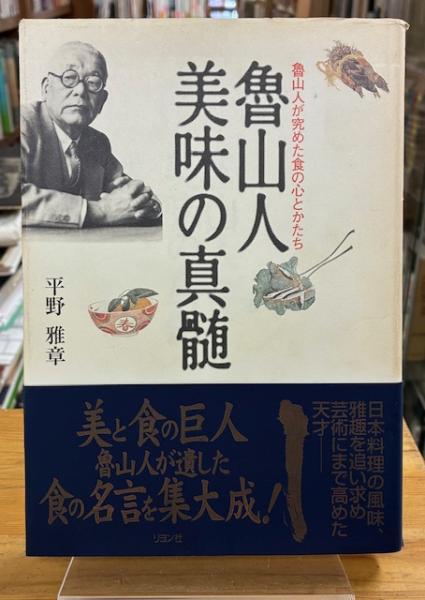 魯山人が究めた食の心とかたち
魯山人
美味の真髄
平野 雅章
春
日本料理の風味、
雅趣を追い求め
芸術にまで高めた
天才――
美と食の巨人
魯山人が遺した
食の名言を集大成!
リヨン社